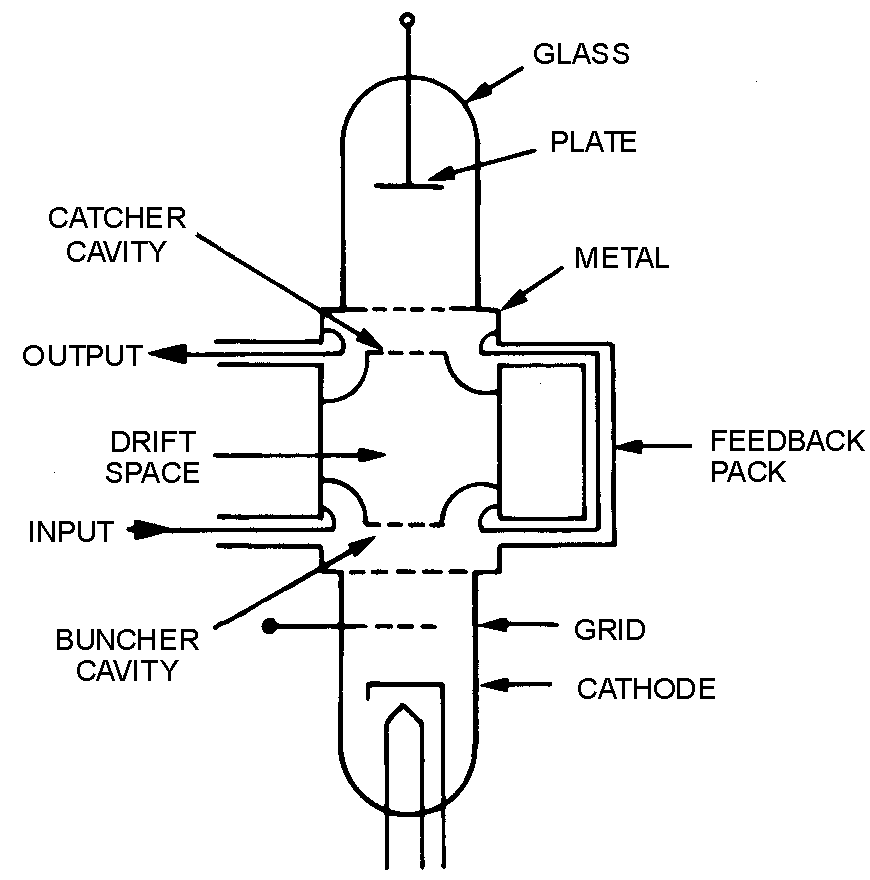 GLASS
PLATE
CATCHER
CAVITY
METAL
OUTPUT
DRIFT
SPACE
FEEDBACK
PACK
INPUT
BUNCHER
CAVITY
GRID
CATHODE